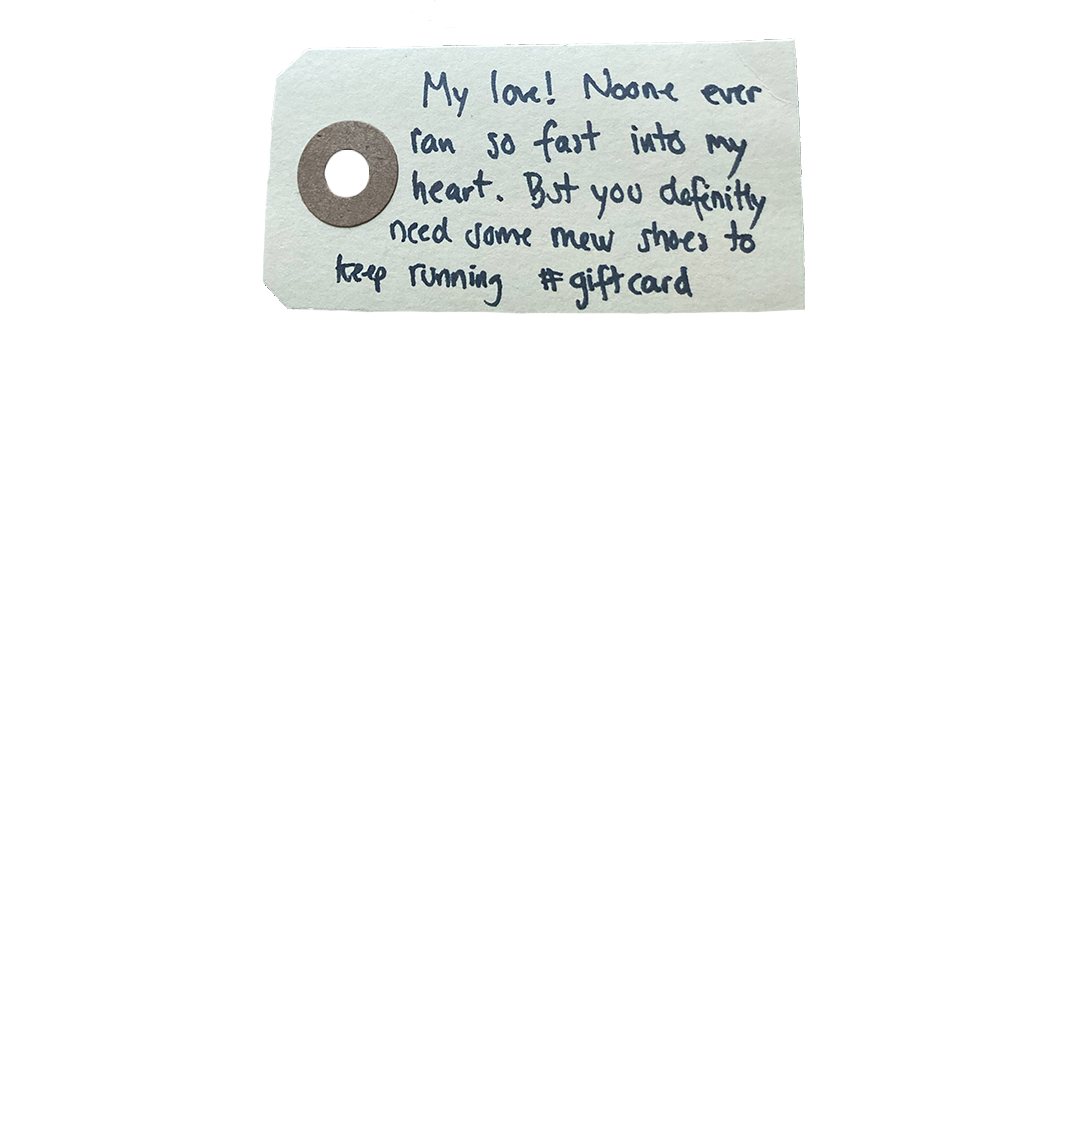 My love! Noone ever
ran so fast into my
heart. But you definitly
need some mew shoes to
keep running #giftcard